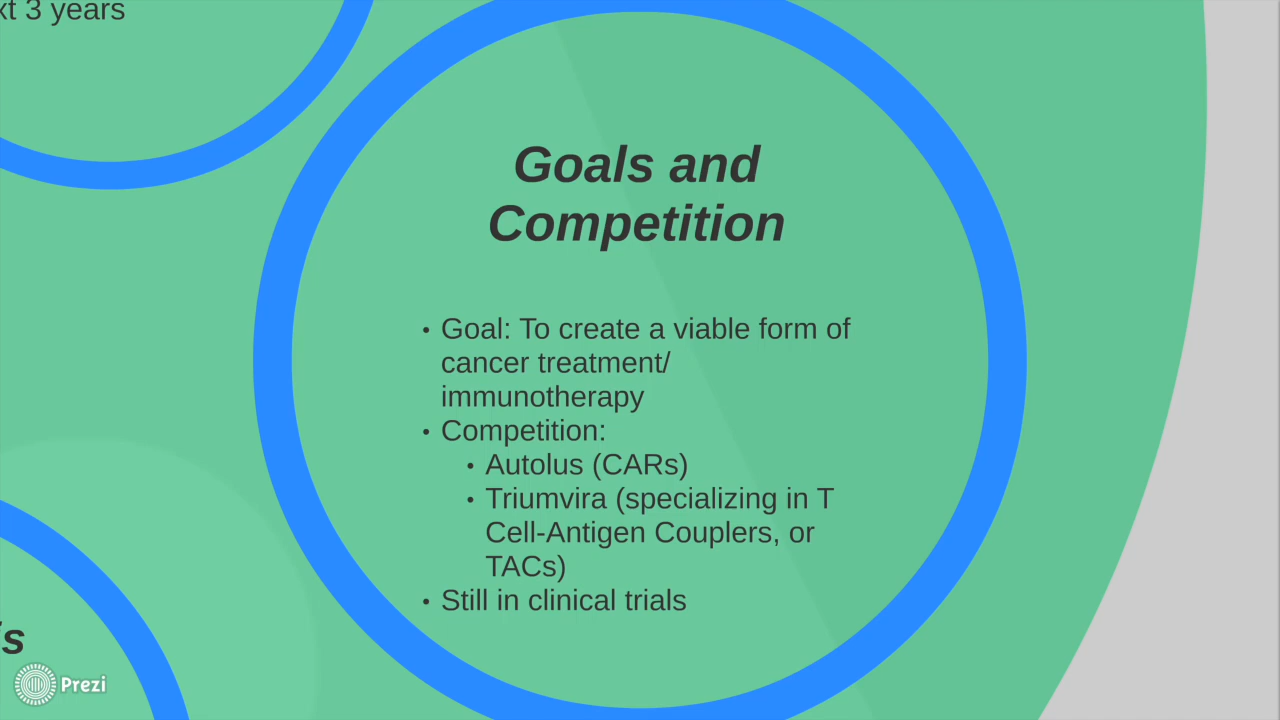 xt 3 years
Goals and
Competition
• Goal: To create a viable form of
cancer treatment/
immunotherapy
• Competition:
• Autolus (CARs)
• Triumvira (specializing in T
Cell-Antigen Couplers, or
TACs)
• Still in clinical trials
is
Prezi